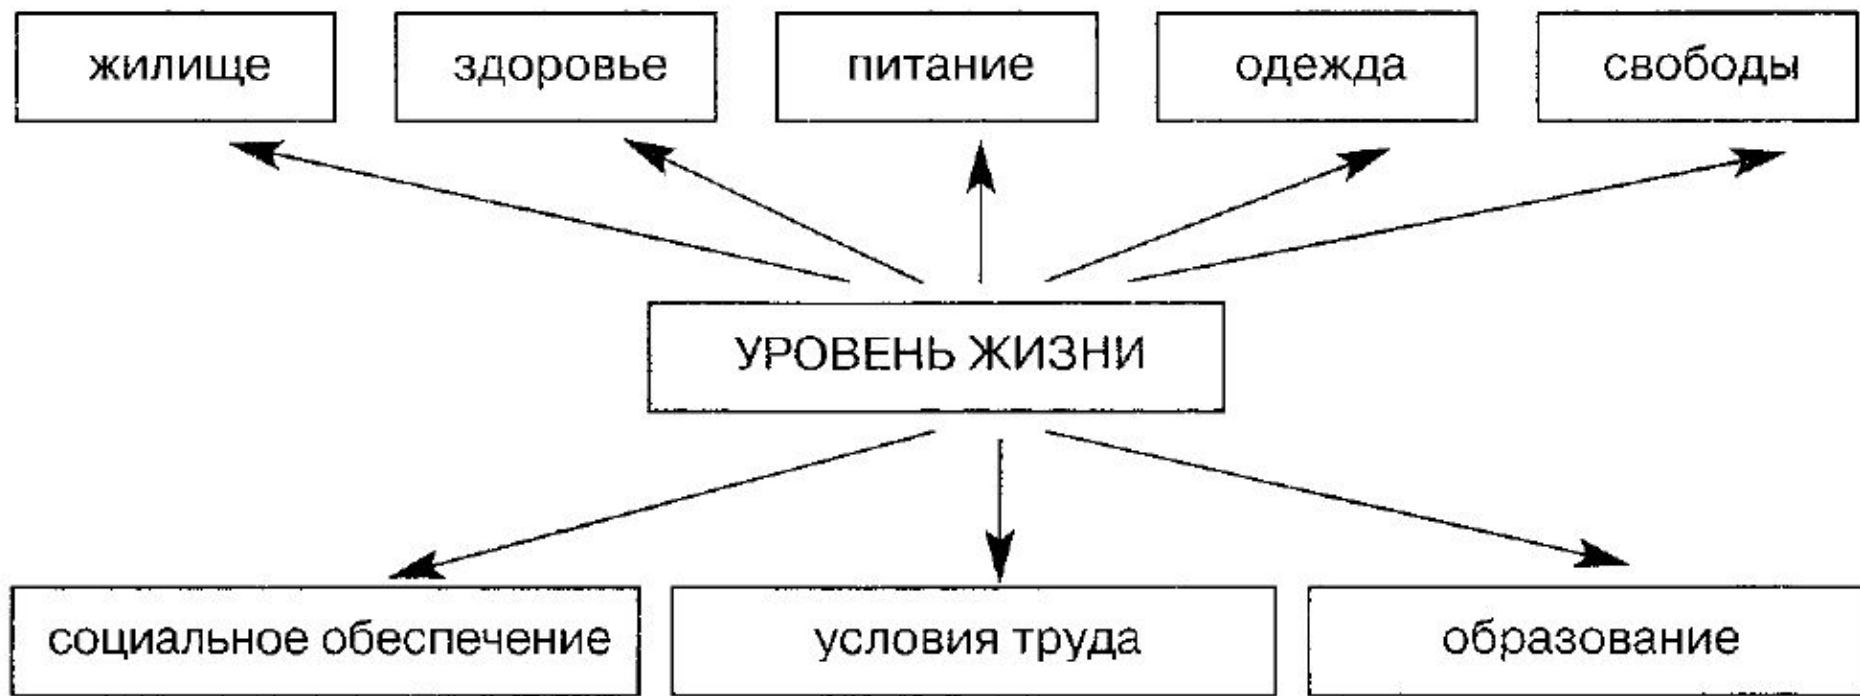 жилище
здоровье
питание
одежда
свободы
УРОВЕНЬ ЖИЗНИ
социальное обеспечение
условия труда
образование